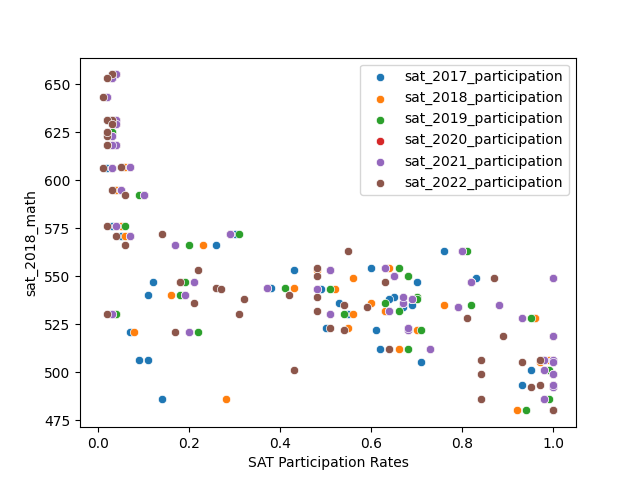 sat_2017_participation
sat_2018_participation
sat_2019_participation
sat_2020_participation
sat_2021_participation
sat_2022_participation
650
625
600
575
550
525
500
475
sat_2018_math
0.0 0.2 0.4 0.6 0.8 1.0
SAT Participation Rates